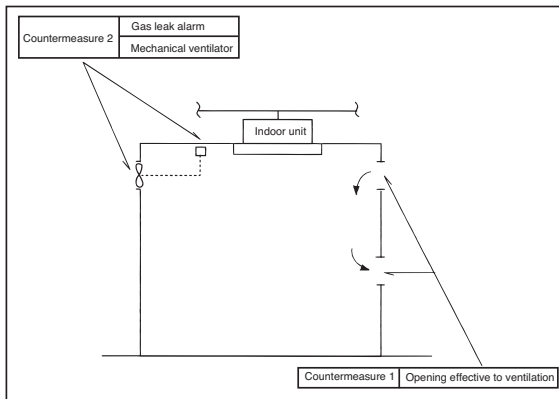 Countermeasure 2
Gas leak alarm
Mechanical ventilator
Indoor unit
Countermeasure 1
Opening effective to ventilation